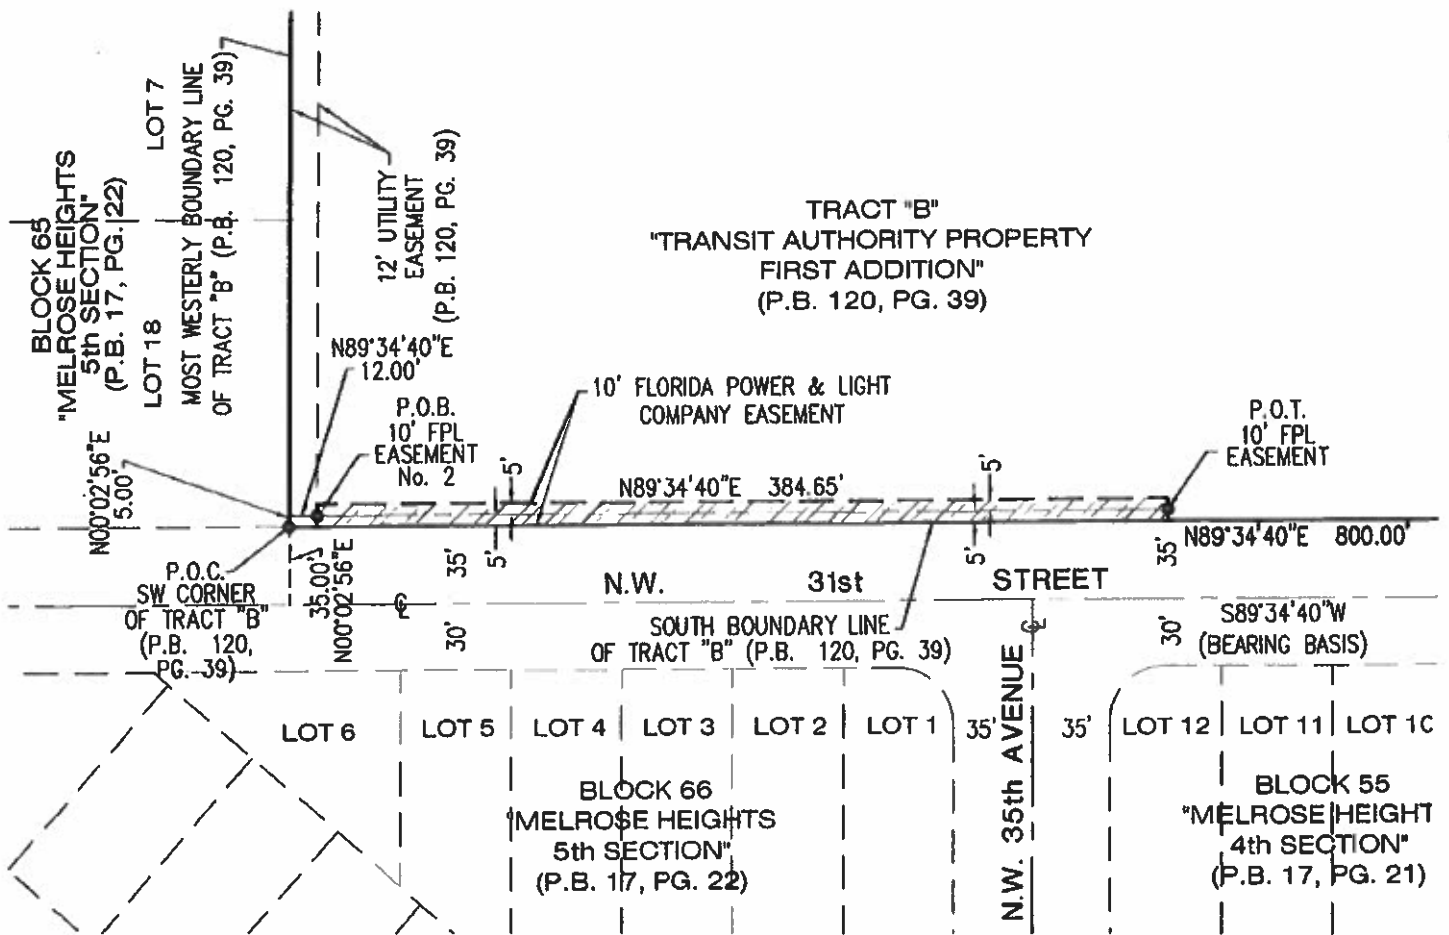 BLOCK 65
"MELROSE HEIGHTS
5th SECTION"
(P.B. 17, PG. 22)
LOT 7
LOT 18
MOST WESTERLY BOUNDARY LINE
OF TRACT "B" (P.B. 120, PG. 39)
12' UTILITY
EASEMENT
(P.B. 120, PG. 39)
TRACT "B"
"TRANSIT AUTHORITY PROPERTY
FIRST ADDITION"
(P.B. 120, PG. 39)
N89°34'40"E
12.00'
P.O.B.
10' FPL
EASEMENT
No. 2
10' FLORIDA POWER & LIGHT
COMPANY EASEMENT
P.O.T.
10' FPL
EASEMENT
N00°02'56"E
5.00'
5'
5'
N89°34'40"E 384.65'
N89°34'40"E 800.00'
P.O.C.
SW CORNER
OF TRACT "B"
(P.B. 120,
PG. 39)
35.00'
N00°02'56"E
35'
5'
5'
35'
N.W. 31st STREET
30'
SOUTH BOUNDARY LINE
OF TRACT "B" (P.B. 120, PG. 39)
30'
S89°34'40"W
(BEARING BASIS)
LOT 6
LOT 5
LOT 4
LOT 3
LOT 2
LOT 1
35'
N.W. 35th AVENUE
35'
LOT 12
LOT 11
LOT 10
BLOCK 66
"MELROSE HEIGHTS
5th SECTION"
(P.B. 17, PG. 22)
BLOCK 55
"MELROSE HEIGHT
4th SECTION"
(P.B. 17, PG. 21)